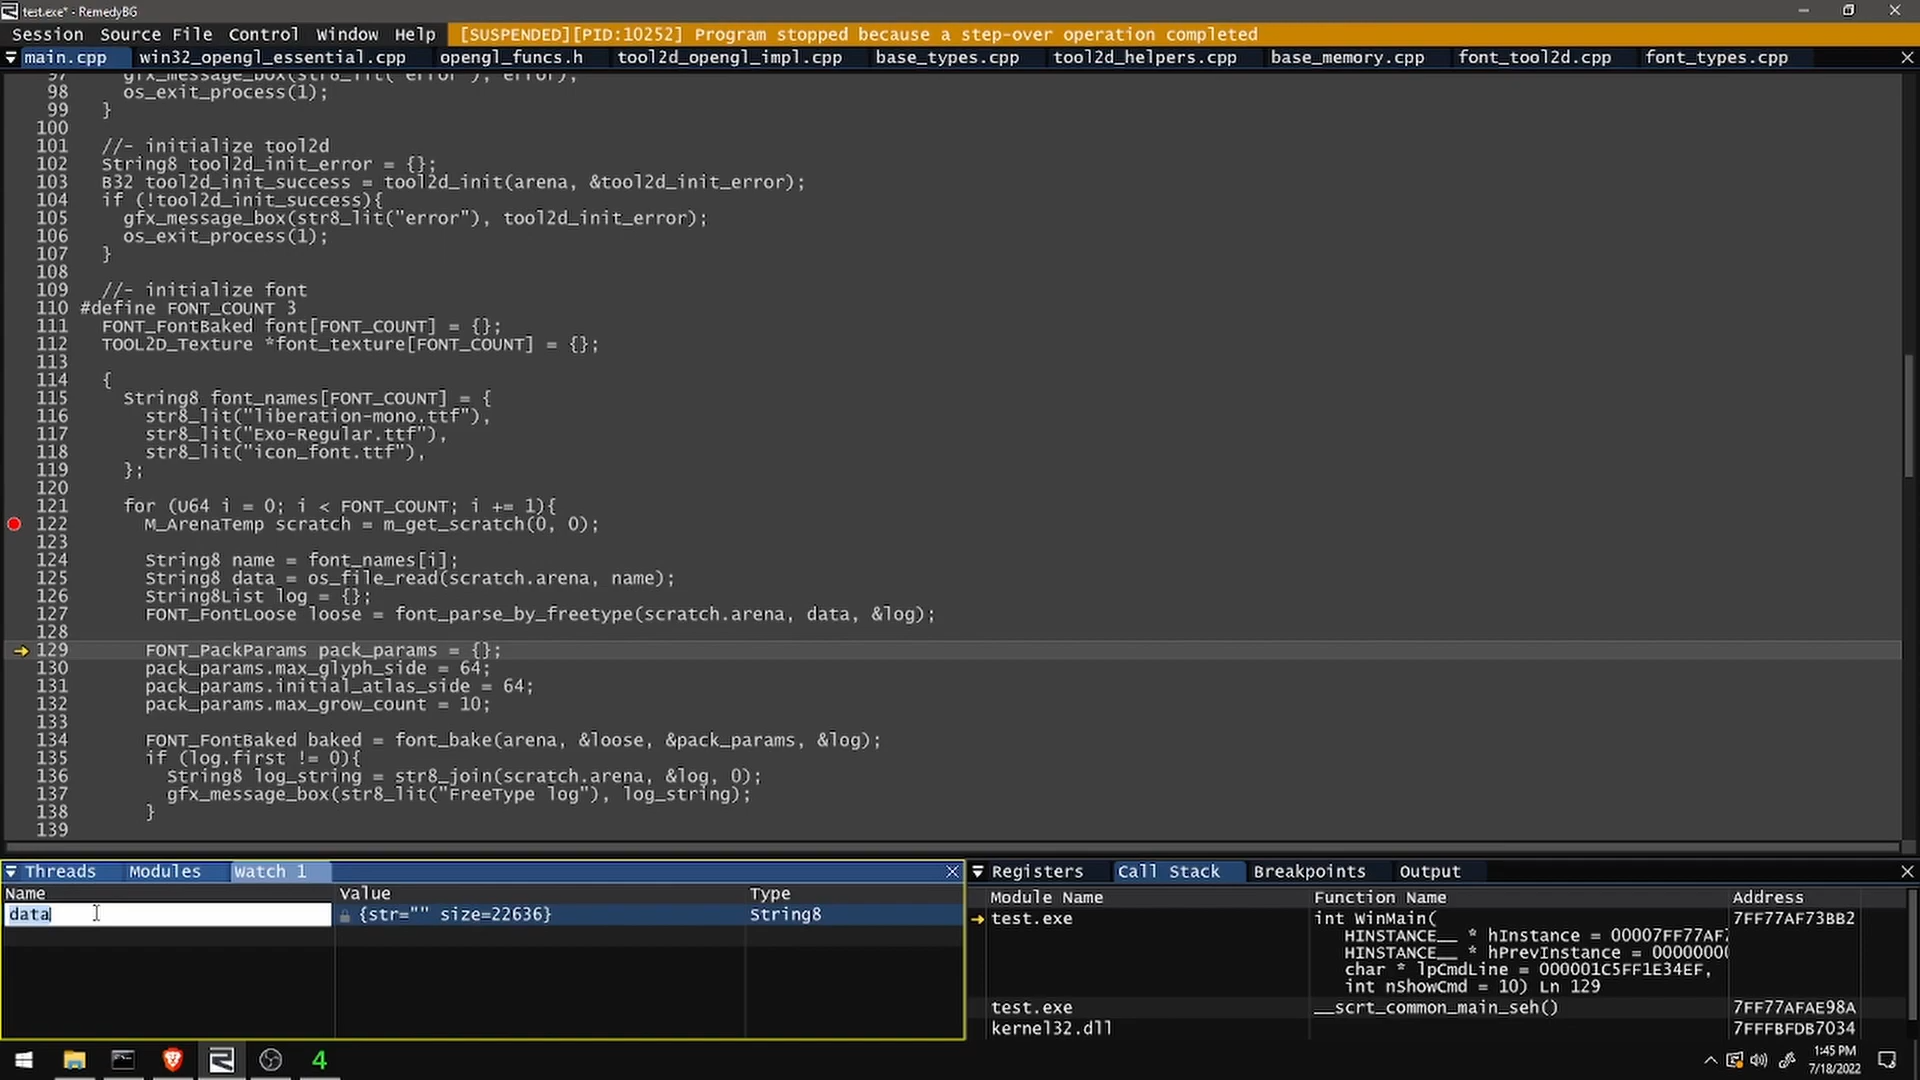 test.exe* - RemedyBG
Session Source File Control Window Help [SUSPENDED][PID:10252] Program stopped because a step-over operation completed
main.cpp win32_opengl_essential.cpp opengl_funcs.h tool2d_opengl_impl.cpp base_types.cpp tool2d_helpers.cpp base_memory.cpp font_tool2d.cpp font_types.cpp
97 gfx_message_box(str8_lit("error"), error);
98 os_exit_process(1);
99 }
100
101 //- initialize tool2d
102 String8 tool2d_init_error = {};
103 B32 tool2d_init_success = tool2d_init(arena, &tool2d_init_error);
104 if (!tool2d_init_success){
105 gfx_message_box(str8_lit("error"), tool2d_init_error);
106 os_exit_process(1);
107 }
108
109 //- initialize font
110 #define FONT_COUNT 3
111 FONT_FontBaked font[FONT_COUNT] = {};
112 TOOL2D_Texture *font_texture[FONT_COUNT] = {};
113
114 {
115 String8 font_names[FONT_COUNT] = {
116 str8_lit("liberation-mono.ttf"),
117 str8_lit("Exo-Regular.ttf"),
118 str8_lit("icon_font.ttf"),
119 };
120
121 for (U64 i = 0; i < FONT_COUNT; i += 1){
122 M_ArenaTemp scratch = m_get_scratch(0, 0);
123
124 String8 name = font_names[i];
125 String8 data = os_file_read(scratch.arena, name);
126 String8List log = {};
127 FONT_FontLoose loose = font_parse_by_freetype(scratch.arena, data, &log);
128
129 FONT_PackParams pack_params = {};
130 pack_params.max_glyph_side = 64;
131 pack_params.initial_atlas_side = 64;
132 pack_params.max_grow_count = 10;
133
134 FONT_FontBaked baked = font_bake(arena, &loose, &pack_params, &log);
135 if (log.first != 0){
136 String8 log_string = str8_join(scratch.arena, &log, 0);
137 gfx_message_box(str8_lit("FreeType log"), log_string);
138 }
139
Threads Modules Watch 1
Name Value Type
data {str="" size=22636} String8
Registers Call Stack Breakpoints Output
Module Name Function Name Address
test.exe int WinMain( 7FF77AF73BB2
HINSTANCE__ * hInstance = 00007FF77AF
HINSTANCE__ * hPrevInstance = 00000000
char * lpCmdLine = 000001C5FF1E34EF,
int nShowCmd = 10) Ln 129
test.exe __scrt_common_main_seh() 7FF77AFAE98A
kernel32.dll 7FFFBFDB7034
4
1:45 PM
7/18/2022